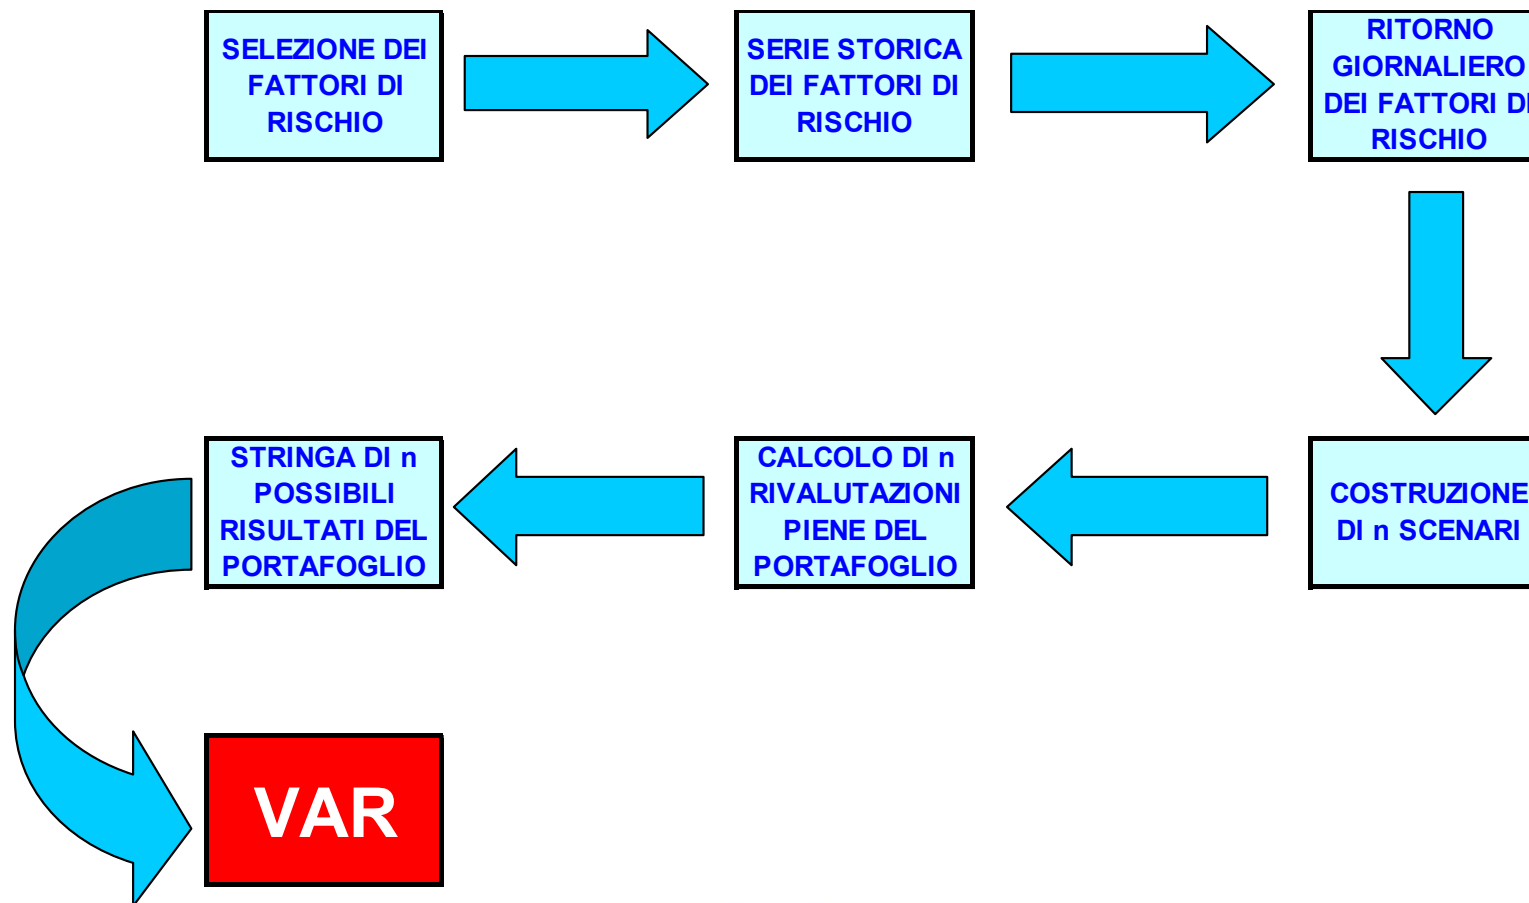 SELEZIONE DEI
FATTORI DI
RISCHIO
SERIE STORICA
DEI FATTORI DI
RISCHIO
RITORNO
GIORNALIERO
DEI FATTORI DI
RISCHIO
STRINGA DI n
POSSIBILI
RISULTATI DEL
PORTAFOGLIO
CALCOLO DI n
RIVALUTAZIONI
PIENE DEL
PORTAFOGLIO
COSTRUZIONE
DI n SCENARI
VAR